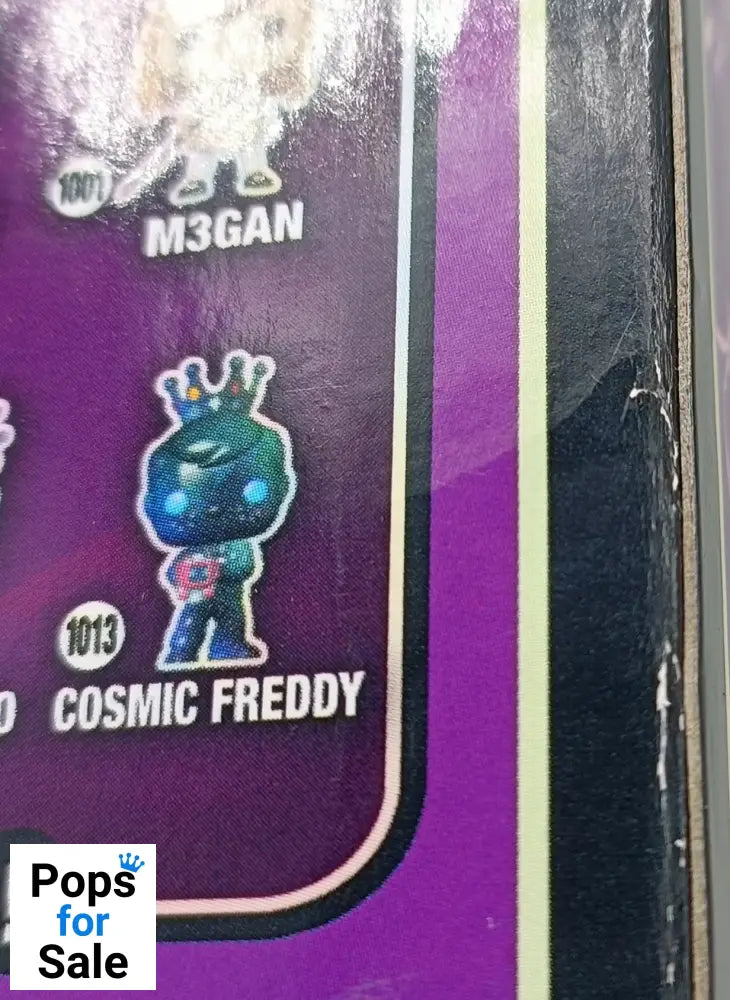 1001
M3GAN
1013
COSMIC FREDDY
Pops
for
Sale